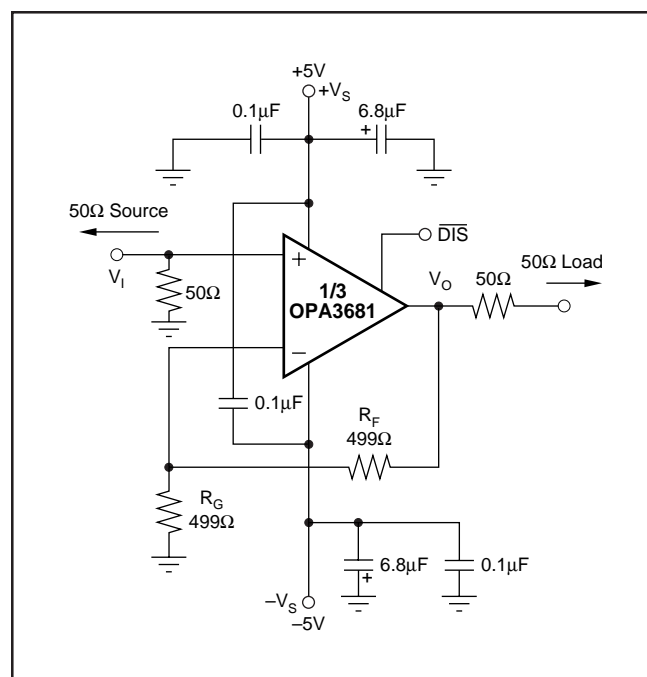 +5V
+V_S
0.1μF
6.8μF
+
50Ω Source
DIS
50Ω Load
+
V_I
50Ω
1/3
OPA3681
V_O
50Ω
–
0.1μF
R_F
499Ω
R_G
499Ω
6.8μF
+
0.1μF
–V_S
–5V